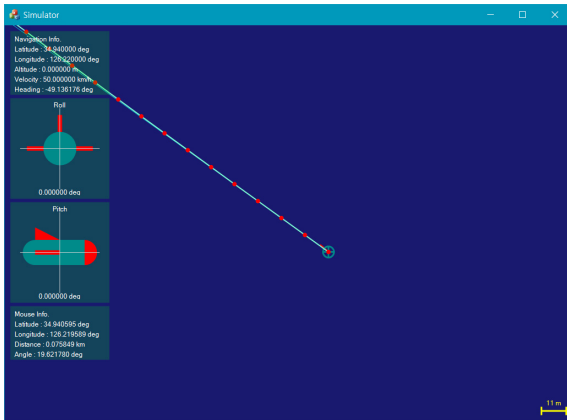 Simulator
Navigation Info.
Latitude : 34.940000 deg
Longitude : 126.220000 deg
Altitude : 0.000000 m
Velocity : 50.000000 km/h
Heading : -49.136176 deg
Roll
0.000000 deg
Pitch
0.000000 deg
Mouse Info.
Latitude : 34.940595 deg
Longitude : 126.219589 deg
Distance : 0.075849 km
Angle : 19.621780 deg
11 m